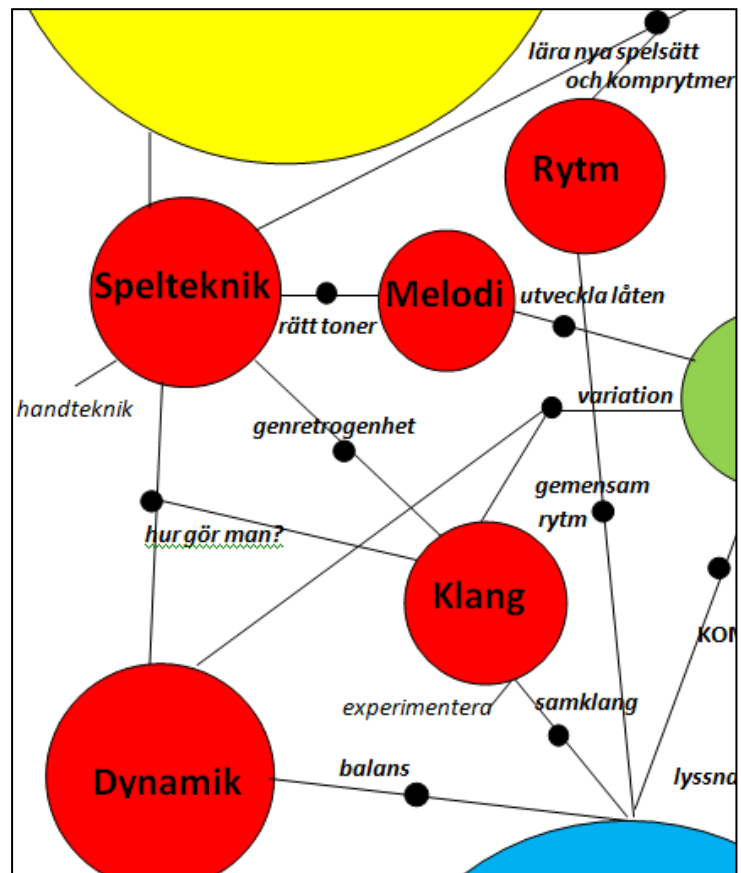 lära nya spelsätt
och komprytmer
Rytm
Spelteknik
Melodi
utveckla låten
rätt toner
variation
handteknik
genretrogenhet
gemensam
rytm
hur gör man?
Klang
KOM
experimentera
samklang
balans
lyssna
Dynamik